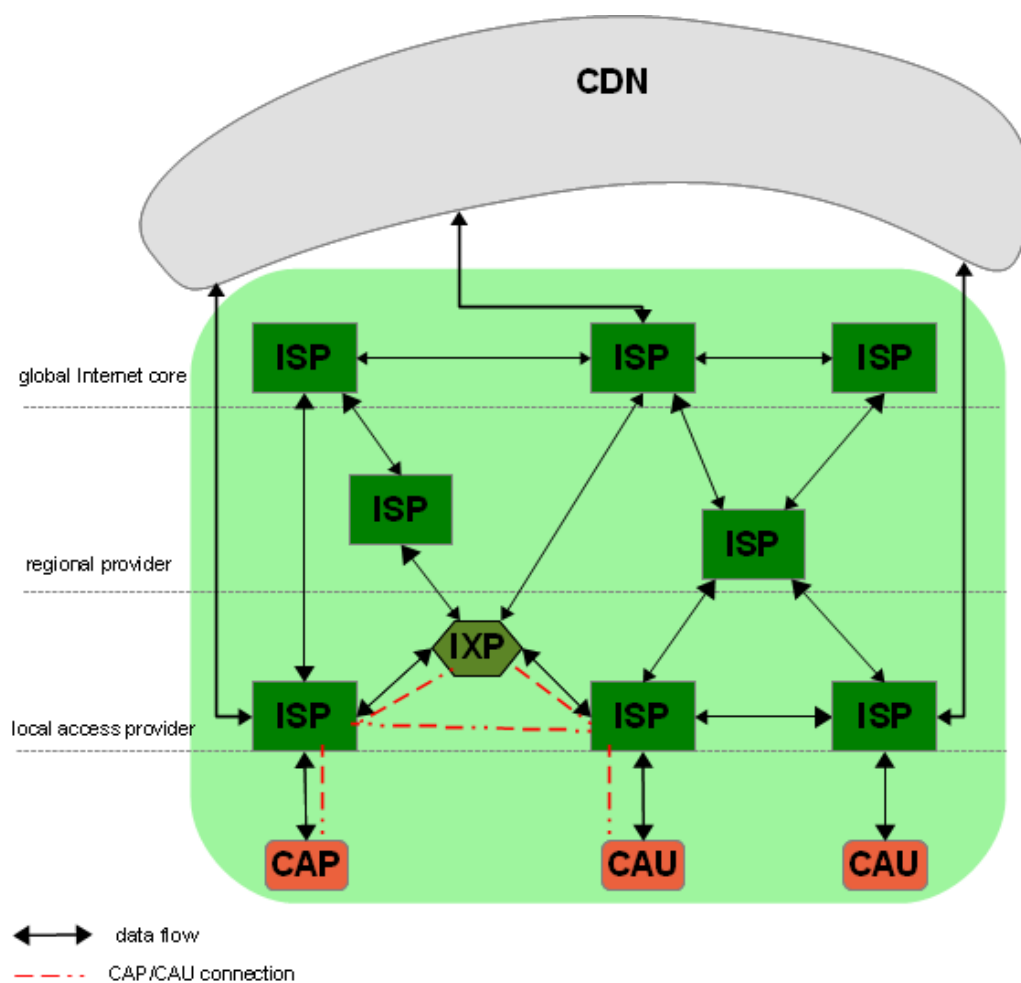 CDN
ISP
ISP
ISP
global Internet core
ISP
ISP
regional provider
IXP
ISP
ISP
ISP
local access provider
CAP
CAU
CAU
data flow
CAP/CAU connection